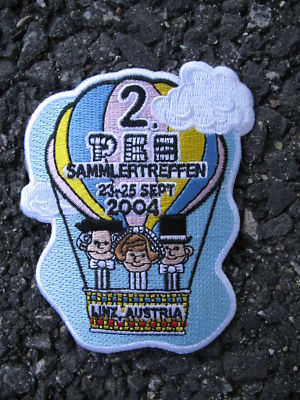 2.
PEZ
SAMMLERTREFFEN
23-25 SEPT
2004
LINZ, AUSTRIA